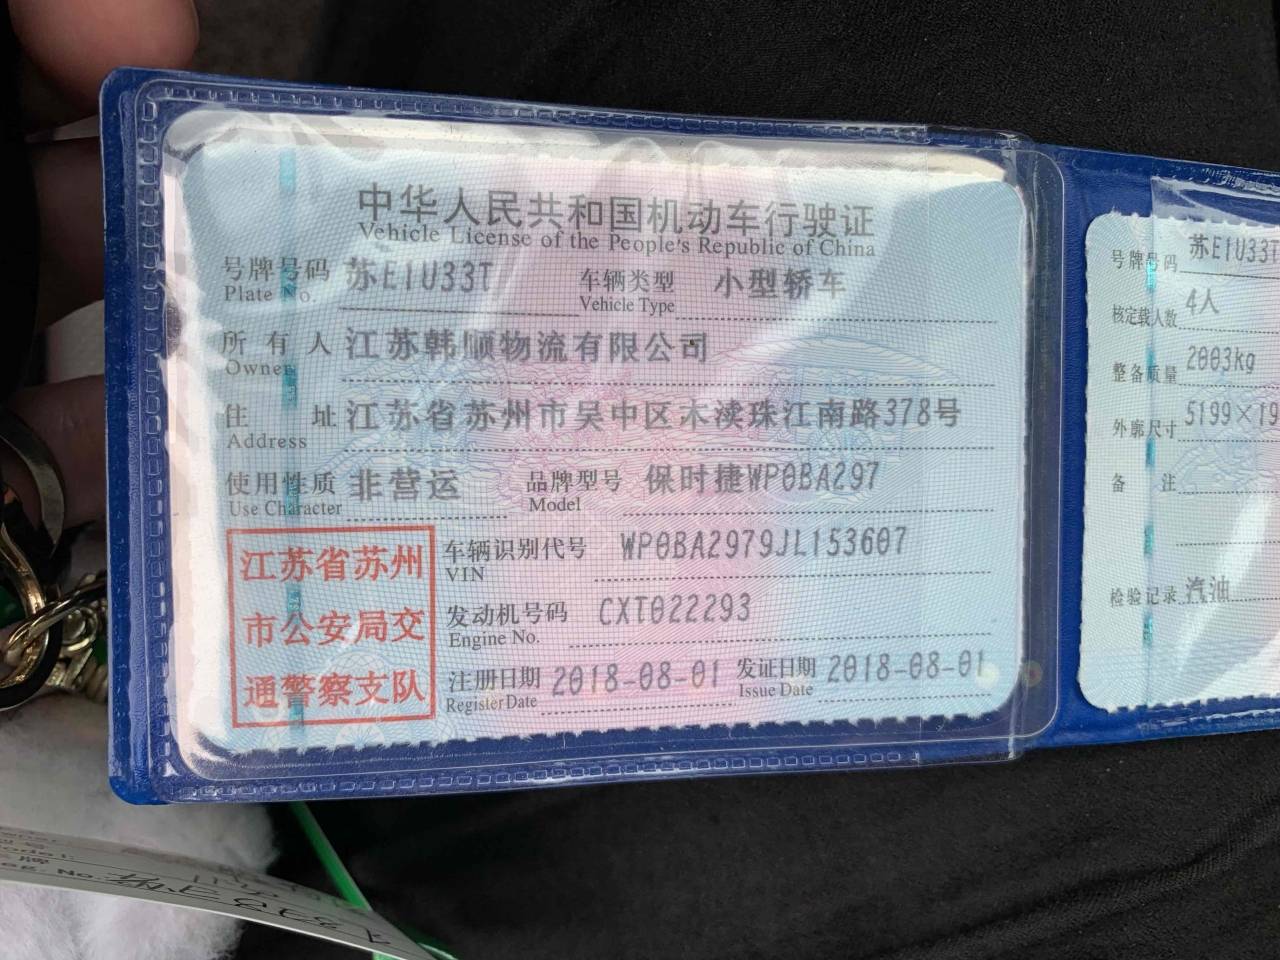 中华人民共和国机动车行驶证
Vehicle License of the People's Republic of China
号牌号码 苏E1U33T 车辆类型 小型轿车
Plate No. Vehicle Type
所有人 江苏韩顺物流有限公司
Owner
住址 江苏省苏州市吴中区木渎珠江南路378号
Address
使用性质 非营运 品牌型号 保时捷WP0BA297
Use Character Model
江苏省苏州
市公安局交
通警察支队
车辆识别代号 WP0BA2979JL153607
VIN
发动机号码 CXT022293
Engine No.
注册日期 2018-08-01 发证日期 2018-08-01
Register Date Issue Date
号牌号码 苏E1U33T
核定载人数 4人
整备质量 2003kg
外廓尺寸 5199×19
备注
检验记录 汽油